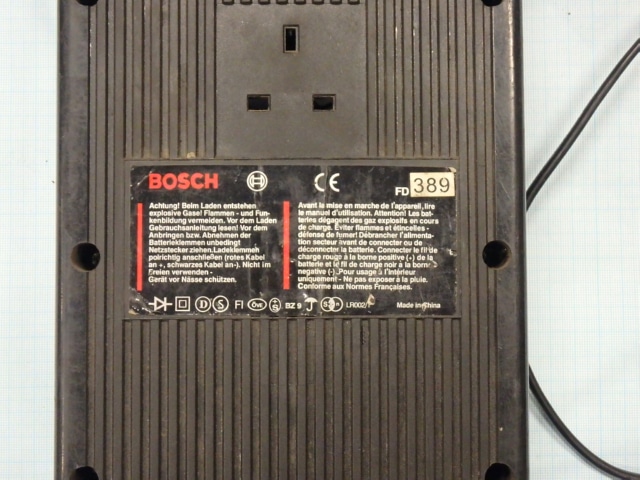 BOSCH
CE
FD 389
Achtung! Beim Laden entstehen
explosive Gase! Flammen - und Fun-
kenbildung vermeiden. Vor dem Laden
Gebrauchsanleitung lesen! Vor dem
Anbringen bzw. Abnehmen der
Batterieklemmen unbedingt
Netzstecker ziehen.Ladeklemmen
polrichtig anschließen (rotes Kabel
an +, schwarzes Kabel an-). Nicht im
Freien verwenden -
Gerät vor Nässe schützen.
Avant la mise en marche de l'appareil, lire
le manuel d'utilisation. Attention! Les bat-
teries dégagent des gaz explosifs en cours
de charge. Eviter flammes et étincelles -
défense de fumer! Débrancher l'alimenta-
tion secteur avant de connecter ou de
déconnecter la batterie. Connecter le fil de
charge rouge à la borne positive (+) de la
batterie et le fil de charge noir à la borne
negative (-).Pour usage à l'intérieur
uniquement - Ne pas exposer à la pluie.
Conforme aux Normes Françaises.
D S FI BZ 9 LR002/1 Made in China